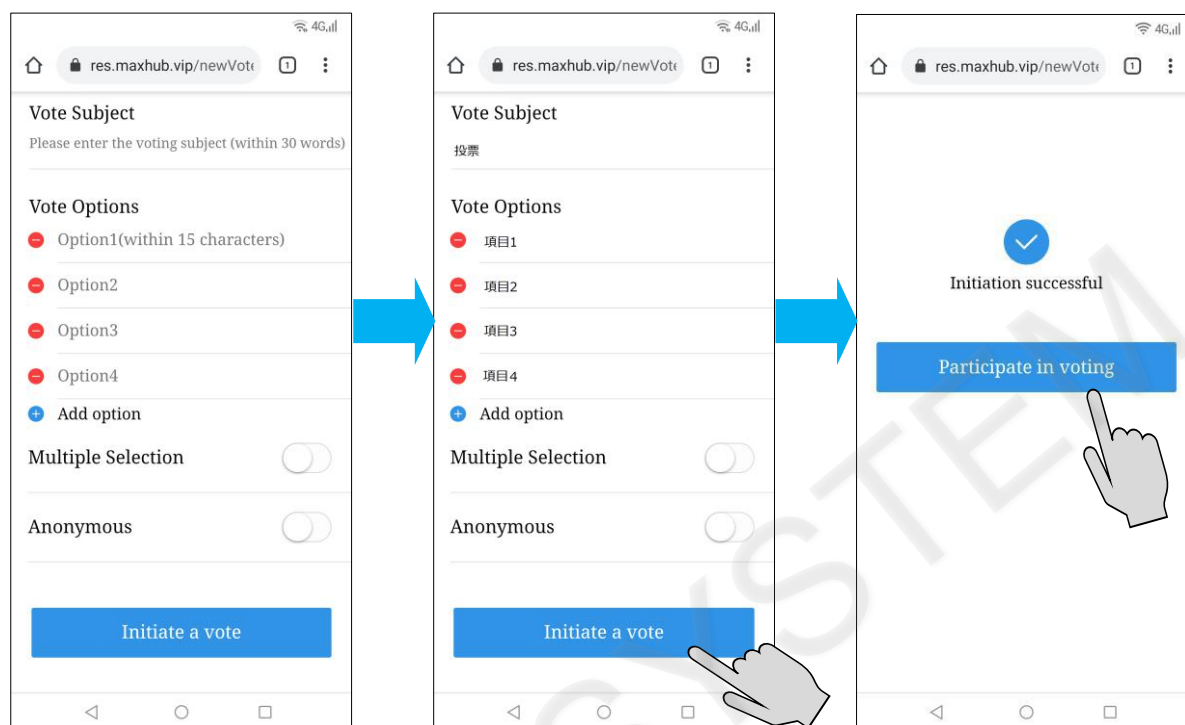 4G
res.maxhub.vip/newVote
1
Vote Subject
Please enter the voting subject (within 30 words)
Vote Options
Option1(within 15 characters)
Option2
Option3
Option4
Add option
Multiple Selection
Anonymous
Initiate a vote
4G
res.maxhub.vip/newVote
1
Vote Subject
投票
Vote Options
項目1
項目2
項目3
項目4
Add option
Multiple Selection
Anonymous
Initiate a vote
4G
res.maxhub.vip/newVote
1
Initiation successful
Participate in voting
SYSTEM